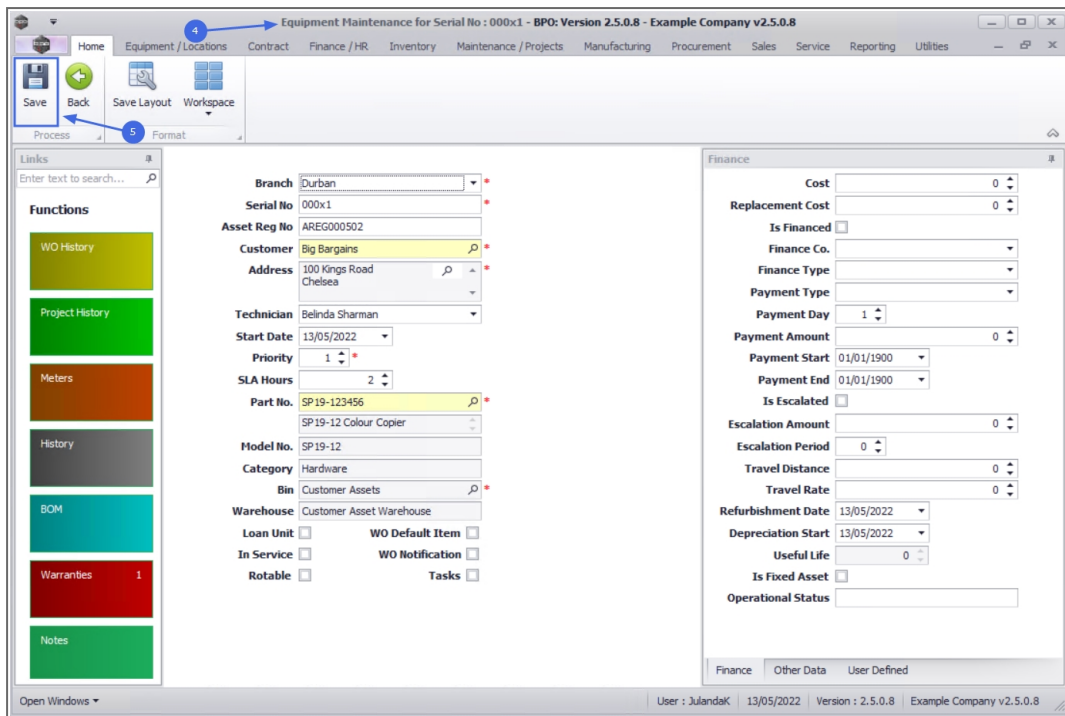 4
Equipment Maintenance for Serial No : 000x1 - BPO: Version 2.5.0.8 - Example Company v2.5.0.8
Home Equipment / Locations Contract Finance / HR Inventory Maintenance / Projects Manufacturing Procurement Sales Service Reporting Utilities
Save Back Save Layout Workspace
5
Process Format
Links
Enter text to search...
Functions
WO History
Project History
Meters
History
BOM
Warranties 1
Notes
Branch Durban *
Serial No 000x1 *
Asset Reg No AREG000502
Customer Big Bargains *
Address 100 Kings Road *
Chelsea
Technician Belinda Sharman
Start Date 13/05/2022
Priority 1 *
SLA Hours 2
Part No. SP19-123456 *
SP19-12 Colour Copier
Model No. SP19-12
Category Hardware
Bin Customer Assets *
Warehouse Customer Asset Warehouse
Loan Unit WO Default Item
In Service WO Notification
Rotable Tasks
Finance
Cost 0
Replacement Cost 0
Is Financed
Finance Co.
Finance Type
Payment Type
Payment Day 1
Payment Amount 0
Payment Start 01/01/1900
Payment End 01/01/1900
Is Escalated
Escalation Amount 0
Escalation Period 0
Travel Distance 0
Travel Rate 0
Refurbishment Date 13/05/2022
Depreciation Start 13/05/2022
Useful Life 0
Is Fixed Asset
Operational Status
Finance Other Data User Defined
Open Windows User : JulandaK 13/05/2022 Version : 2.5.0.8 Example Company v2.5.0.8